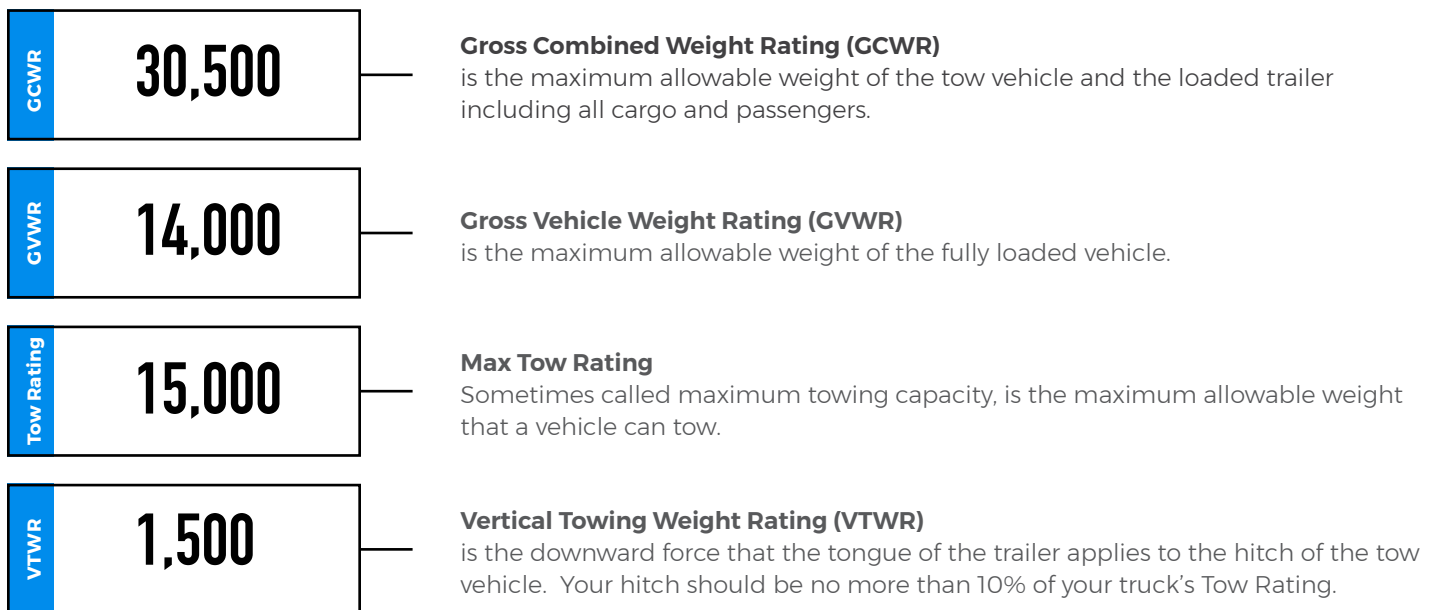 GCWR
30,500
Gross Combined Weight Rating (GCWR)
is the maximum allowable weight of the tow vehicle and the loaded trailer
including all cargo and passengers.
GVWR
14,000
Gross Vehicle Weight Rating (GVWR)
is the maximum allowable weight of the fully loaded vehicle.
Tow Rating
15,000
Max Tow Rating
Sometimes called maximum towing capacity, is the maximum allowable weight
that a vehicle can tow.
VTWR
1,500
Vertical Towing Weight Rating (VTWR)
is the downward force that the tongue of the trailer applies to the hitch of the tow
vehicle.  Your hitch should be no more than 10% of your truck's Tow Rating.